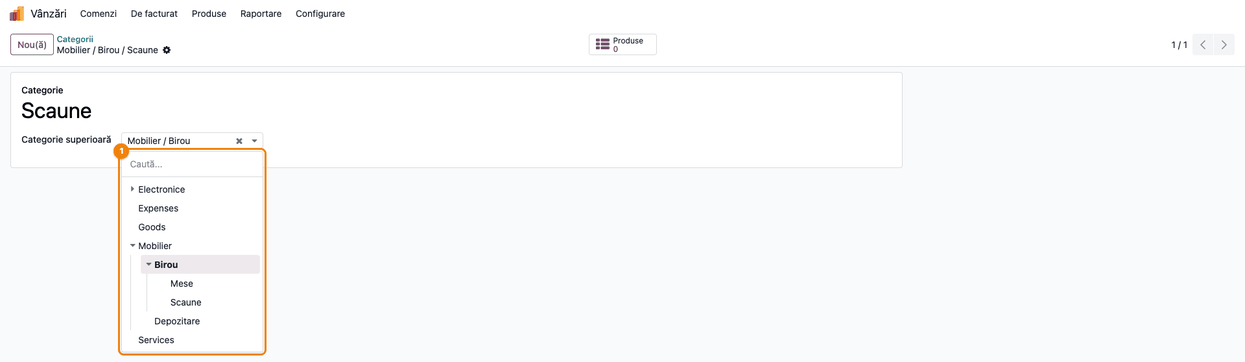 Vânzări Comenzi De facturat Produse Raportare Configurare
Nou(ă) Categorii Produse
Mobilier / Birou / Scaune 0 1 / 1
Categorie
Scaune
Categorie superioară Mobilier / Birou
1
Caută...
Electronice
Expenses
Goods
Mobilier
Birou
Mese
Scaune
Depozitare
Services